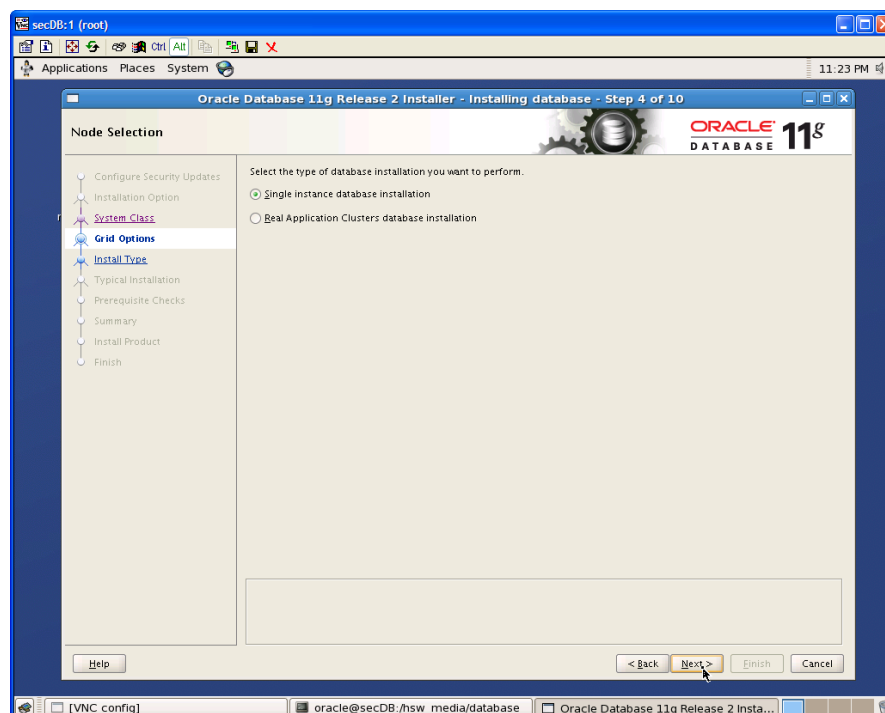 secDB:1 (root)
Ctrl Alt
Applications Places System 11:23 PM
Oracle Database 11g Release 2 Installer - Installing database - Step 4 of 10
Node Selection
ORACLE 11g
DATABASE
Configure Security Updates
Installation Option
System Class
Grid Options
Install Type
Typical Installation
Prerequisite Checks
Summary
Install Product
Finish
Select the type of database installation you want to perform.
Single instance database installation
Real Application Clusters database installation
Help
< Back
Next >
Finish
Cancel
[VNC config]
oracle@secDB:/hsw_media/database
Oracle Database 11g Release 2 Insta...